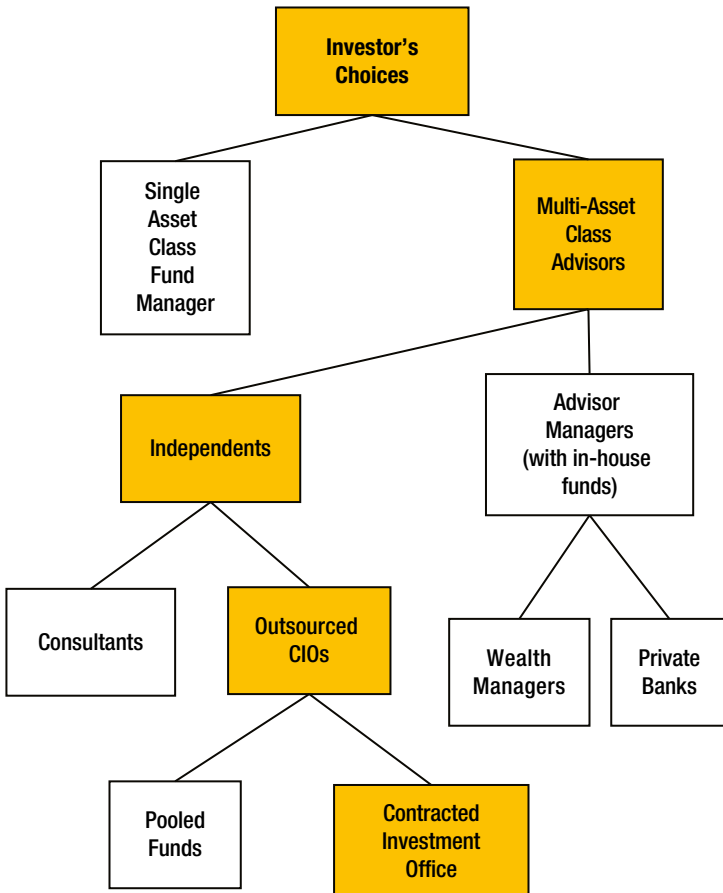 Investor's
Choices
Single
Asset
Class
Fund
Manager
Multi-Asset
Class
Advisors
Independents
Advisor
Managers
(with in-house
funds)
Consultants
Outsourced
CIOs
Wealth
Managers
Private
Banks
Pooled
Funds
Contracted
Investment
Office